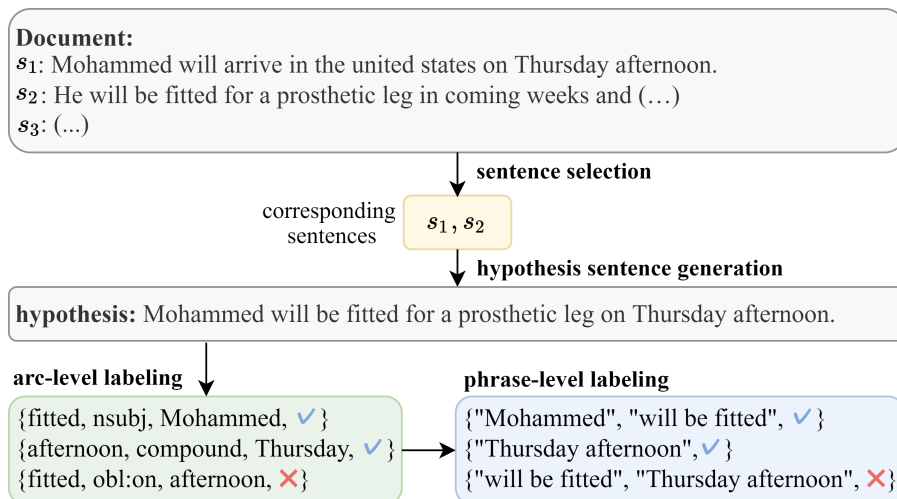 Document:
s1: Mohammed will arrive in the united states on Thursday afternoon.
s2: He will be fitted for a prosthetic leg in coming weeks and (…)
s3: (...)
sentence selection
corresponding
sentences
s1, s2
hypothesis sentence generation
hypothesis: Mohammed will be fitted for a prosthetic leg on Thursday afternoon.
arc-level labeling
{fitted, nsubj, Mohammed, ✓}
{afternoon, compound, Thursday, ✓}
{fitted, obl:on, afternoon, ✗}
phrase-level labeling
{"Mohammed", "will be fitted", ✓}
{"Thursday afternoon",✓}
{"will be fitted", "Thursday afternoon", ✗}